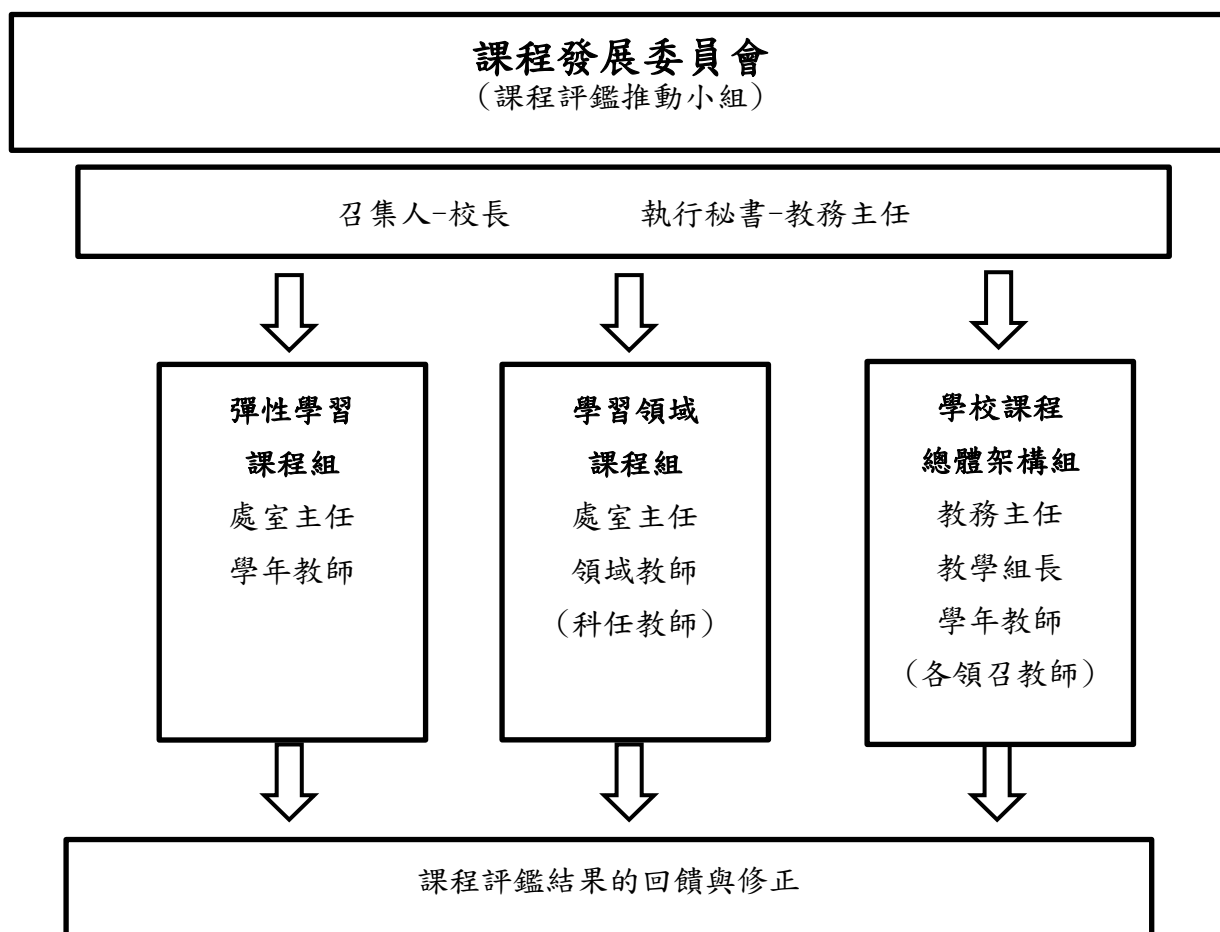 課程發展委員會
(課程評鑑推動小組)
召集人-校長 執行秘書-教務主任
彈性學習
課程組
處室主任
學年教師
學習領域
課程組
處室主任
領域教師
(科任教師)
學校課程
總體架構組
教務主任
教學組長
學年教師
(各領召教師)
課程評鑑結果的回饋與修正